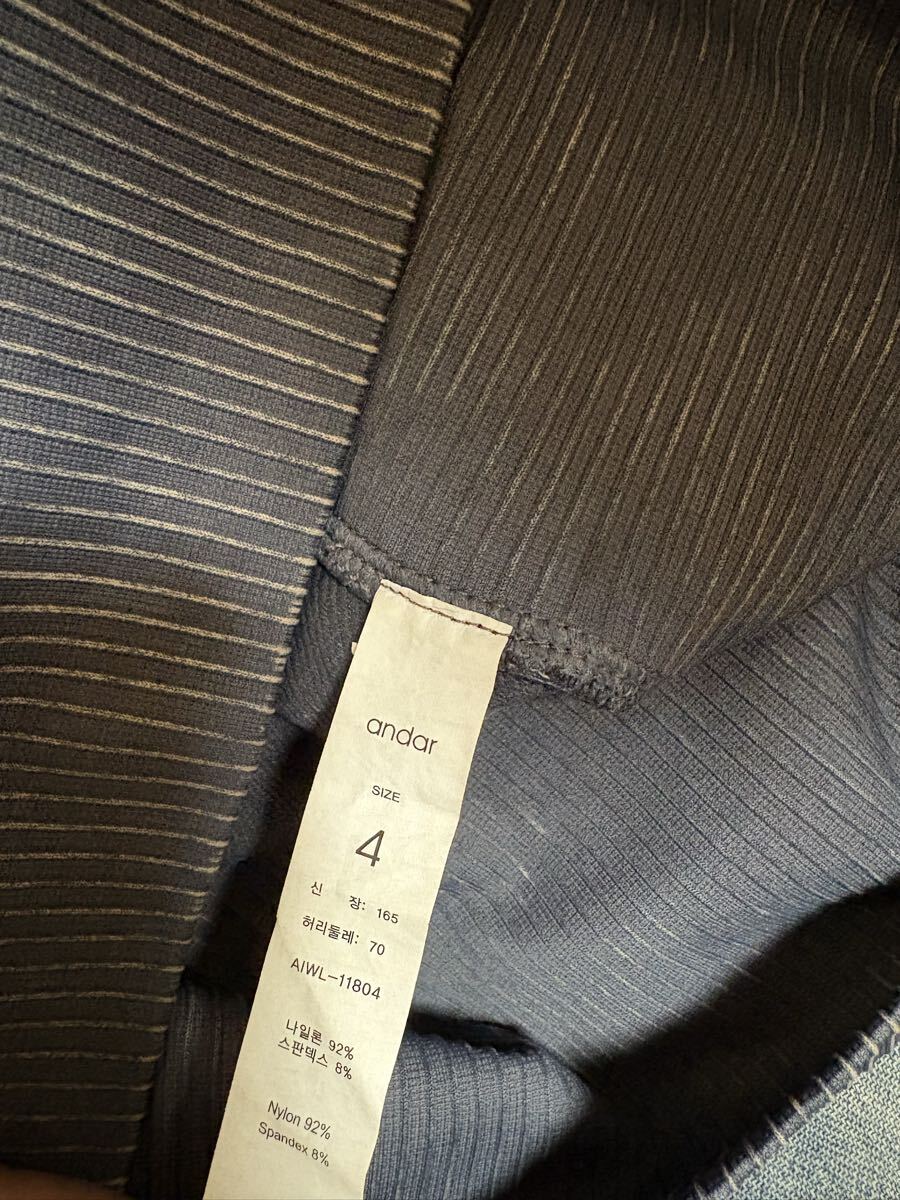 andar
SIZE
4
신 장: 165
허리둘레: 70
AIWL-11804
나일론 92%
스판덱스 8%
Nylon 92%
Spandex 8%